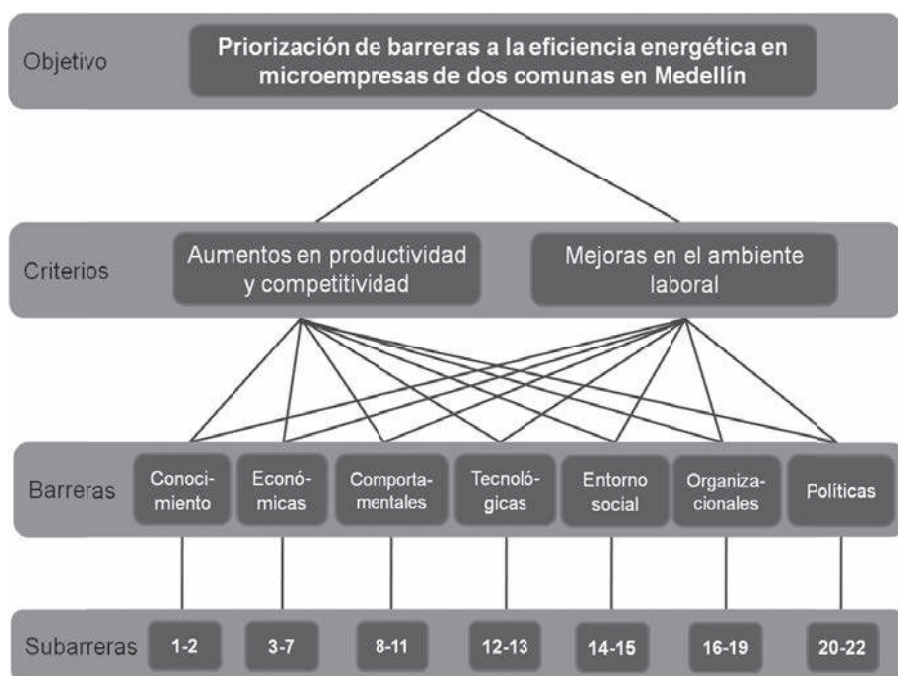 Objetivo
Priorización de barreras a la eficiencia energética en
microempresas de dos comunas en Medellín
Criterios
Aumentos en productividad
y competitividad
Mejoras en el ambiente
laboral
Barreras
Conoci-
miento
Econó-
micas
Comporta-
mentales
Tecnoló-
gicas
Entorno
social
Organiza-
cionales
Políticas
Subarreras
1-2
3-7
8-11
12-13
14-15
16-19
20-22